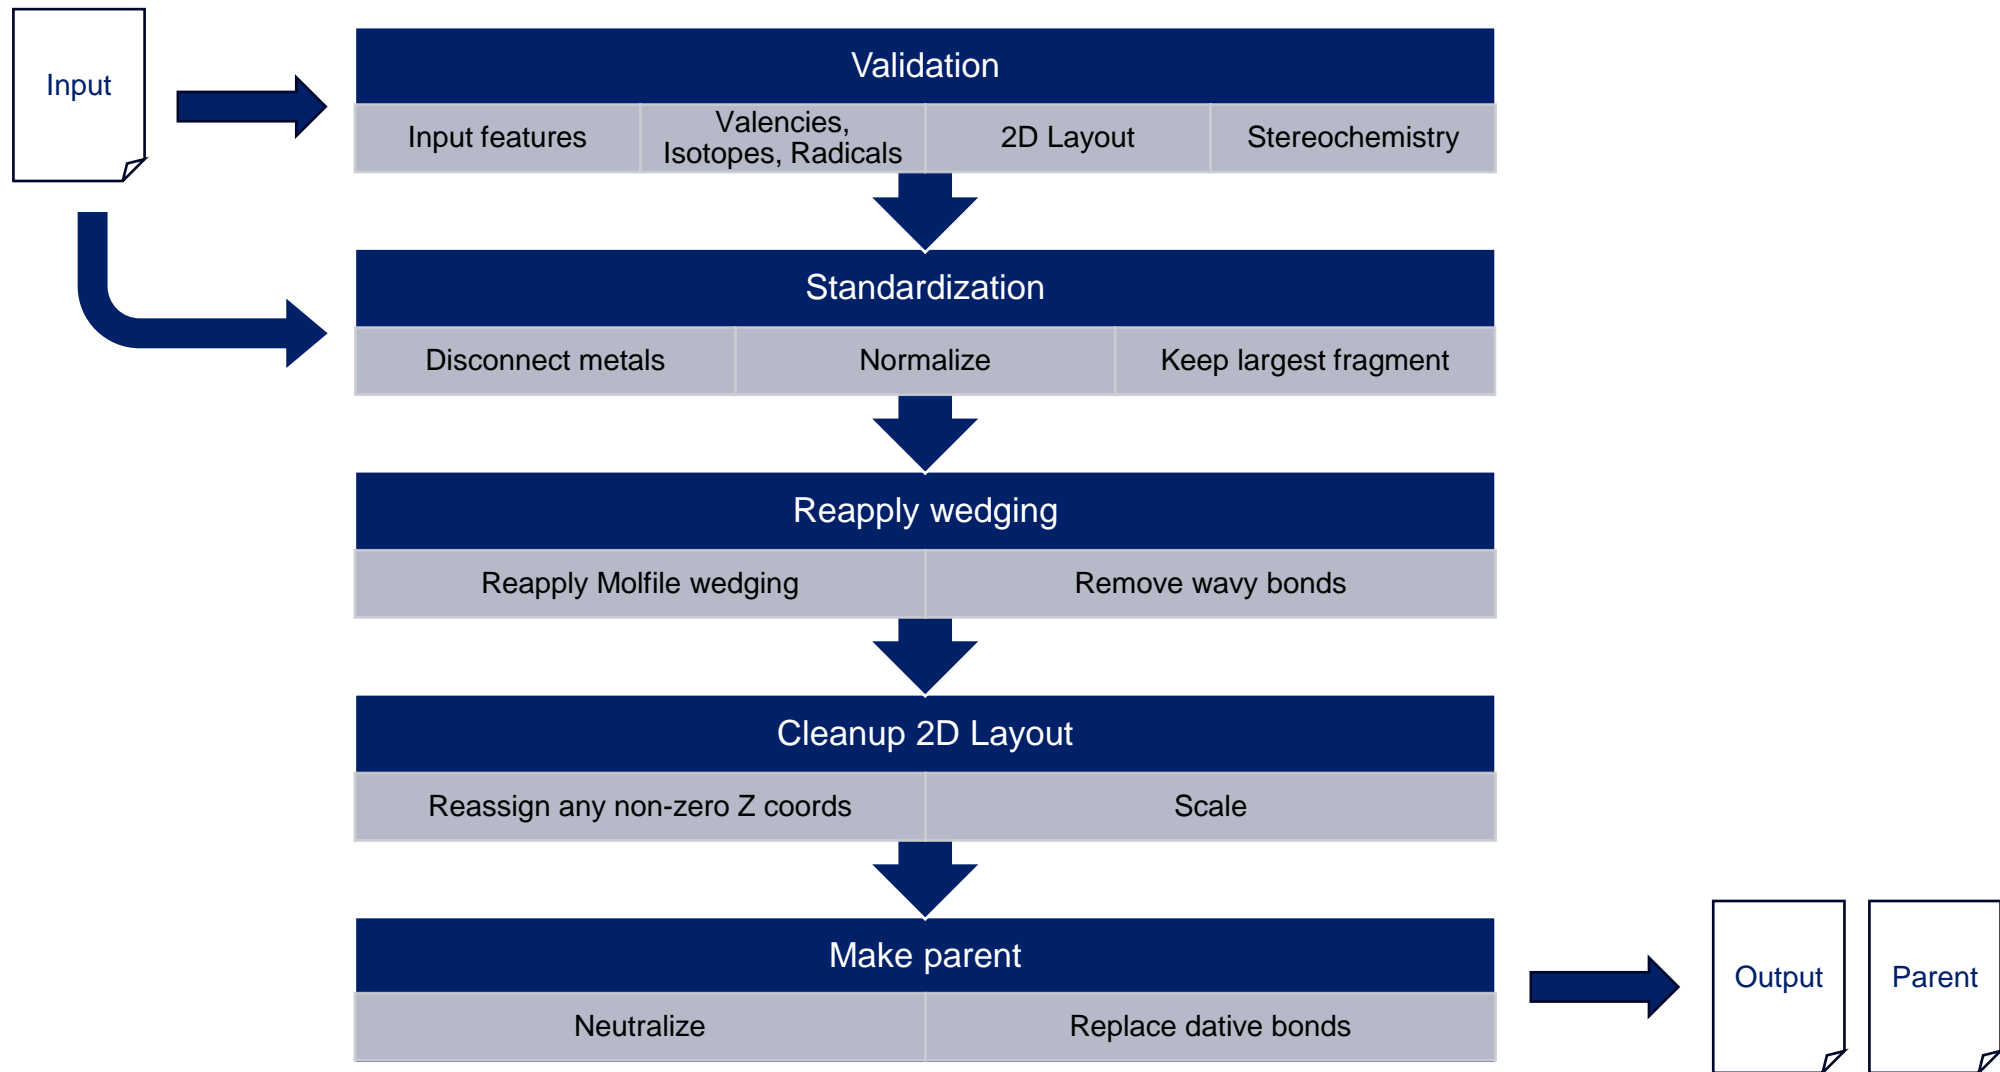 Input
Validation
Input features
Valencies,
Isotopes, Radicals
2D Layout
Stereochemistry
Standardization
Disconnect metals
Normalize
Keep largest fragment
Reapply wedging
Reapply Molfile wedging
Remove wavy bonds
Cleanup 2D Layout
Reassign any non-zero Z coords
Scale
Make parent
Neutralize
Replace dative bonds
Output
Parent